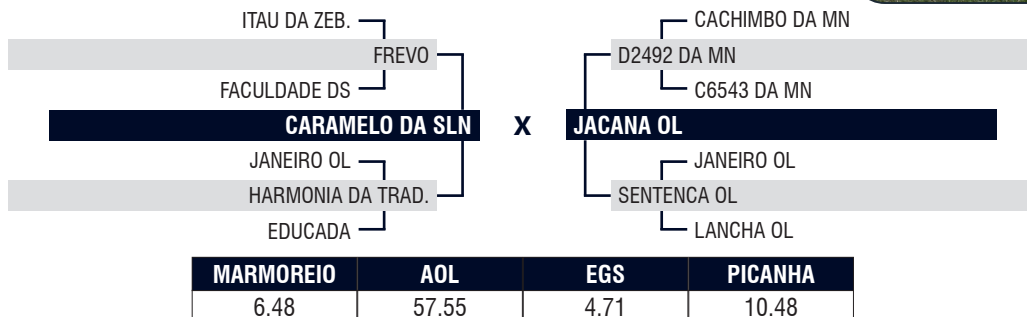 ITAU DA ZEB. CACHIMBO DA MN
FREVO D2492 DA MN
FACULDADE DS C6543 DA MN
CARAMELO DA SLN X JACANA OL
JANEIRO OL JANEIRO OL
HARMONIA DA TRAD. SENTENCA OL
EDUCADA LANCHA OL
MARMOREIO AOL EGS PICANHA
6.48 57.55 4.71 10.48